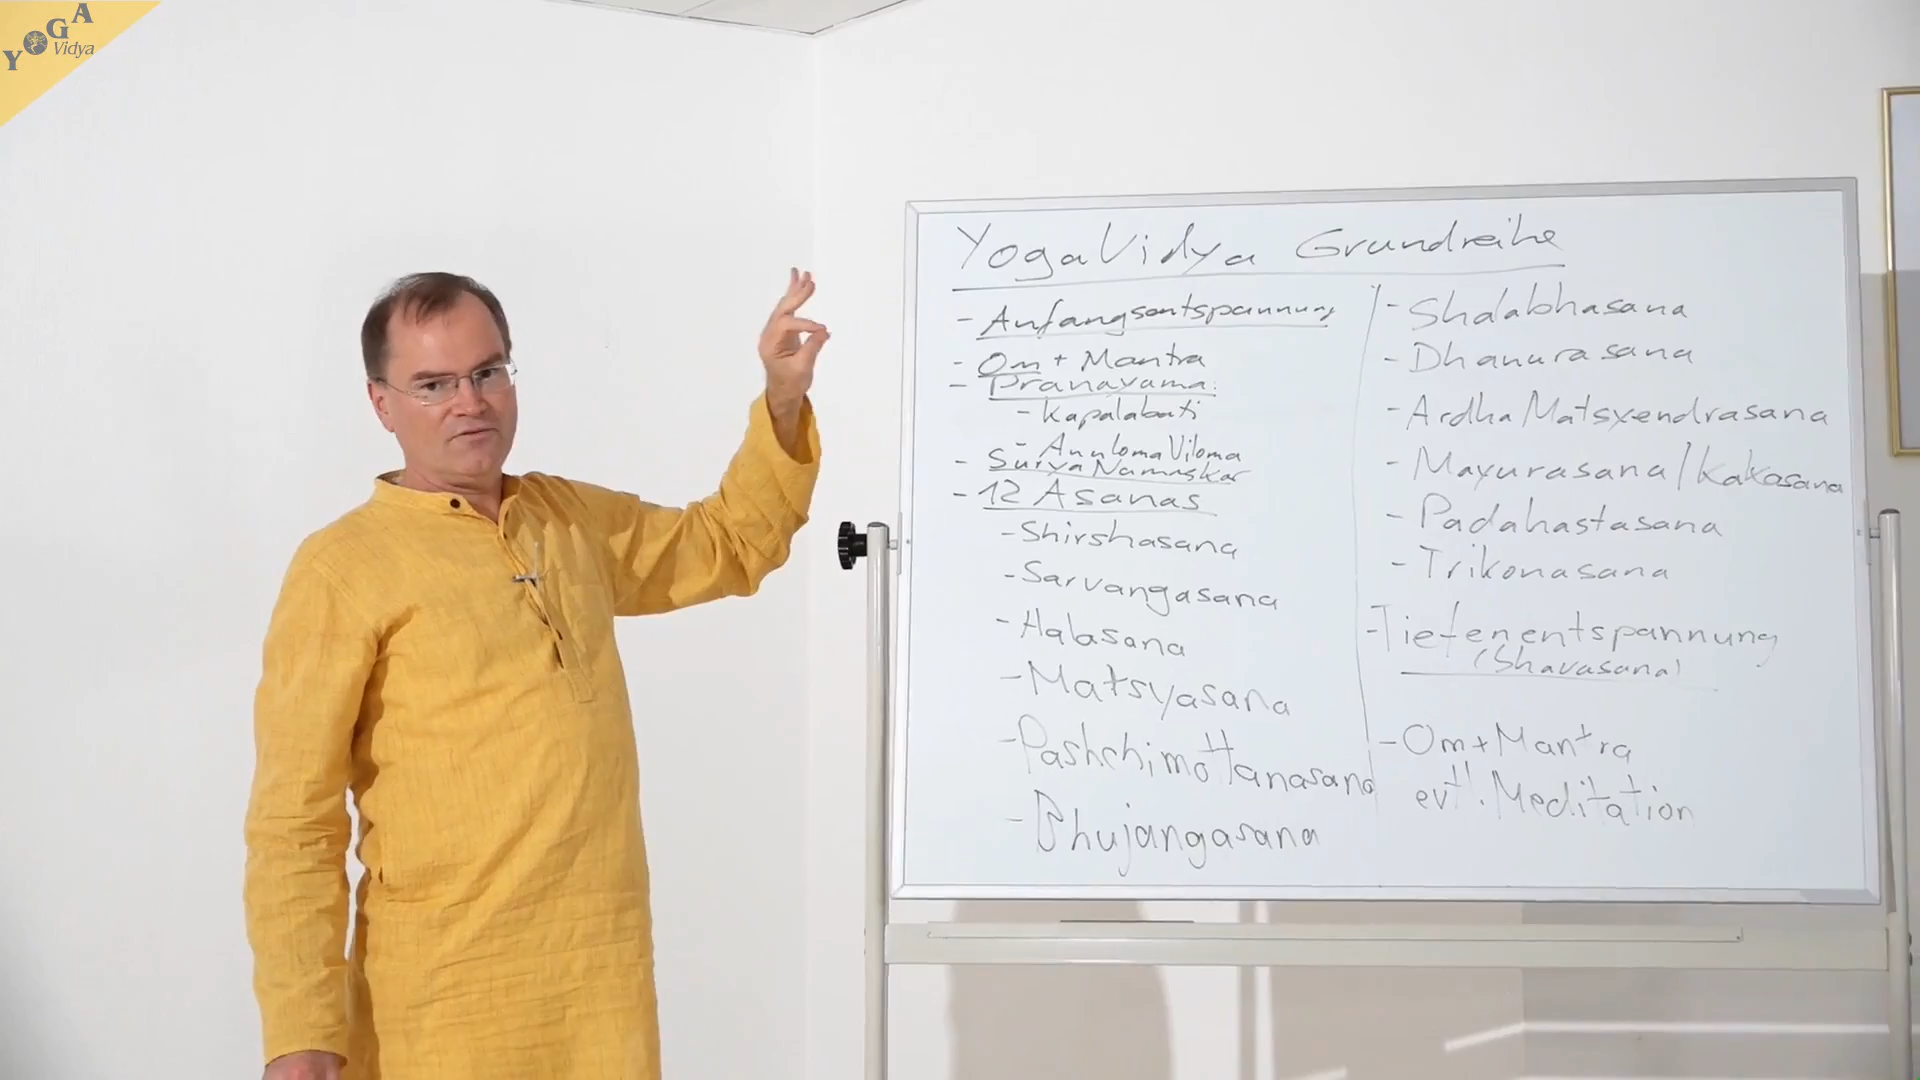 YOGA
Vidya
Yoga Vidya Grundreihe
- Anfangsentspannung
- Om + Mantra
- Pranayama:
- Kapalabati
- Anuloma Viloma
- Surya Namaskar
- 12 Asanas
- Shirshasana
- Sarvangasana
- Halasana
- Matsyasana
- Pashchimottanasana
- Bhujangasana
- Shalabhasana
- Dhanurasana
- Ardha Matsyendrasana
- Mayurasana/Kakasana
- Padahastasana
- Trikonasana
- Tiefenentspannung
(Shavasana)
- Om + Mantra
evtl. Meditation